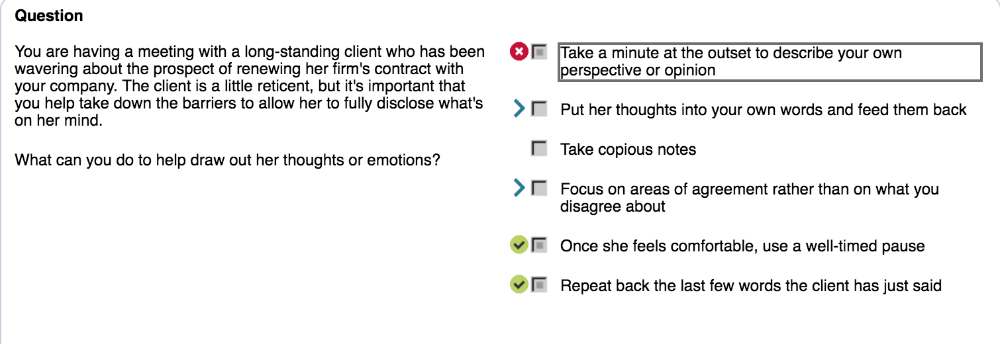 Question
You are having a meeting with a long-standing client who has been
wavering about the prospect of renewing her firm's contract with
your company. The client is a little reticent, but it's important that
you help take down the barriers to allow her to fully disclose what's
on her mind.
What can you do to help draw out her thoughts or emotions?
Take a minute at the outset to describe your own
perspective or opinion
Put her thoughts into your own words and feed them back
Take copious notes
Focus on areas of agreement rather than on what you
disagree about
Once she feels comfortable, use a well-timed pause
Repeat back the last few words the client has just said